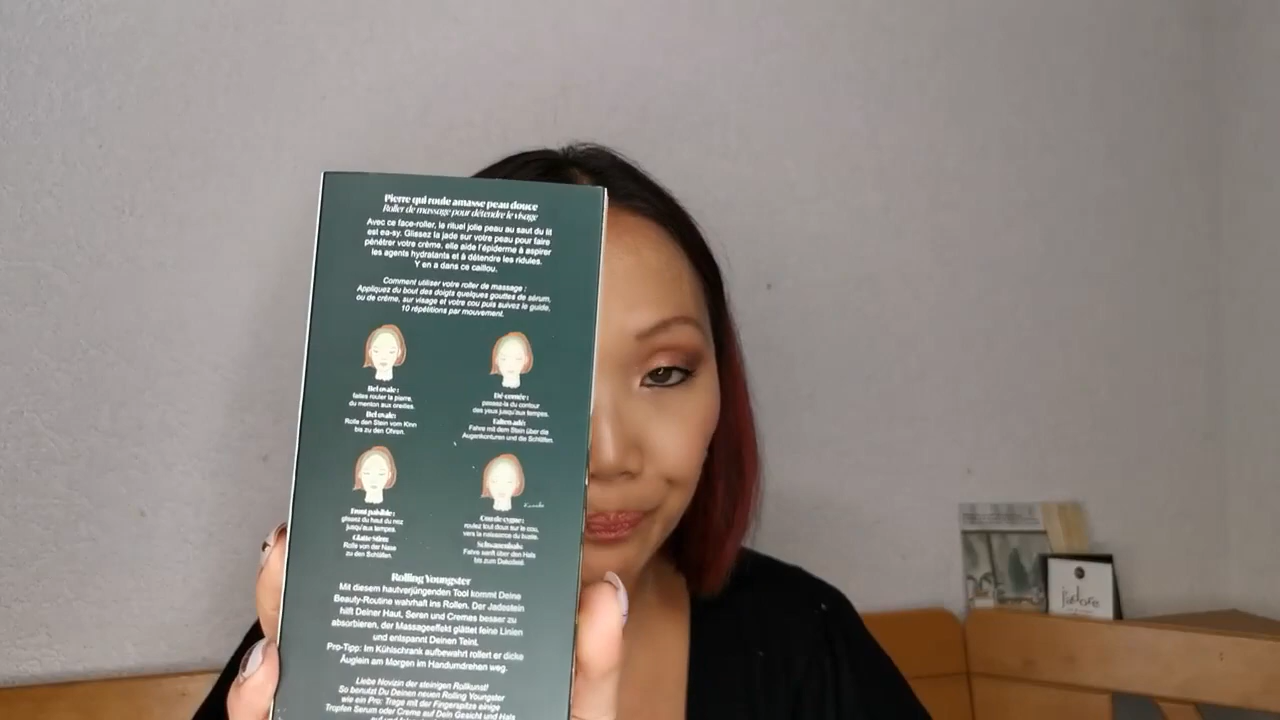 Pierre qui roule amasse peau douce
Roller de massage pour détendre le visage
Avec ce face-roller, le rituel jolie peau au saut du lit
est ea-sy. Glissez la jade sur votre peau pour faire
pénétrer votre crème, elle aide l'épiderme à aspirer
les agents hydratants et à détendre les ridules.
Y en a dans ce caillou.
Comment utiliser votre roller de massage :
Appliquez du bout des doigts quelques gouttes de sérum,
ou de crème, sur visage et votre cou puis suivez le guide,
10 répétitions par mouvement.
Bel ovale :
faites rouler la pierre,
du menton aux oreilles.
Bel ovale:
Rolle den Stein vom Kinn
bis zu den Ohren.
Dé-cernée :
passez-la du contour
des yeux jusqu'aux tempes.
Falten adé:
Fahre mit dem Stein über die
Augenkonturen und die Schläfen.
Front paisible :
glissez du haut du nez
jusqu'aux tempes.
Glatte Stirn:
Rolle von der Nase
zu den Schläfen.
Cou de cygne :
roulez tout doux sur le cou,
vers la naissance du buste.
Schwanenhals:
Fahre sanft über den Hals
bis zum Dekolleté.
Rolling Youngster
Mit diesem hautverjüngenden Tool kommt Deine
Beauty-Routine wahrhaft ins Rollen. Der Jadestein
hilft Deiner Haut, Seren und Cremes besser zu
absorbieren, der Massageeffekt glättet feine Linien
und entspannt Deinen Teint.
Pro-Tipp: Im Kühlschrank aufbewahrt rollert er dicke
Äuglein am Morgen im Handumdrehen weg.
Liebe Novizin der steinigen Rollkunst!
So benutzt Du Deinen neuen Rolling Youngster
wie ein Pro: Trage mit der Fingerspitze einige
Tropfen Serum oder Creme auf Dein Gesicht und Hals
j'adore